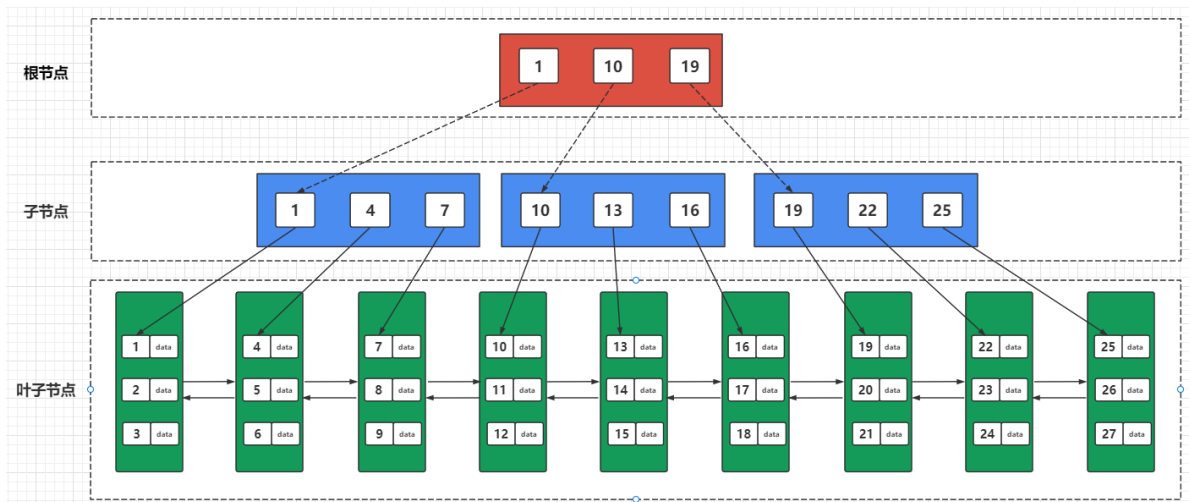 根节点
1 10 19
子节点
1 4 7 10 13 16 19 22 25
叶子节点
1 data 4 data 7 data 10 data 13 data 16 data 19 data 22 data 25 data
2 data 5 data 8 data 11 data 14 data 17 data 20 data 23 data 26 data
3 data 6 data 9 data 12 data 15 data 18 data 21 data 24 data 27 data